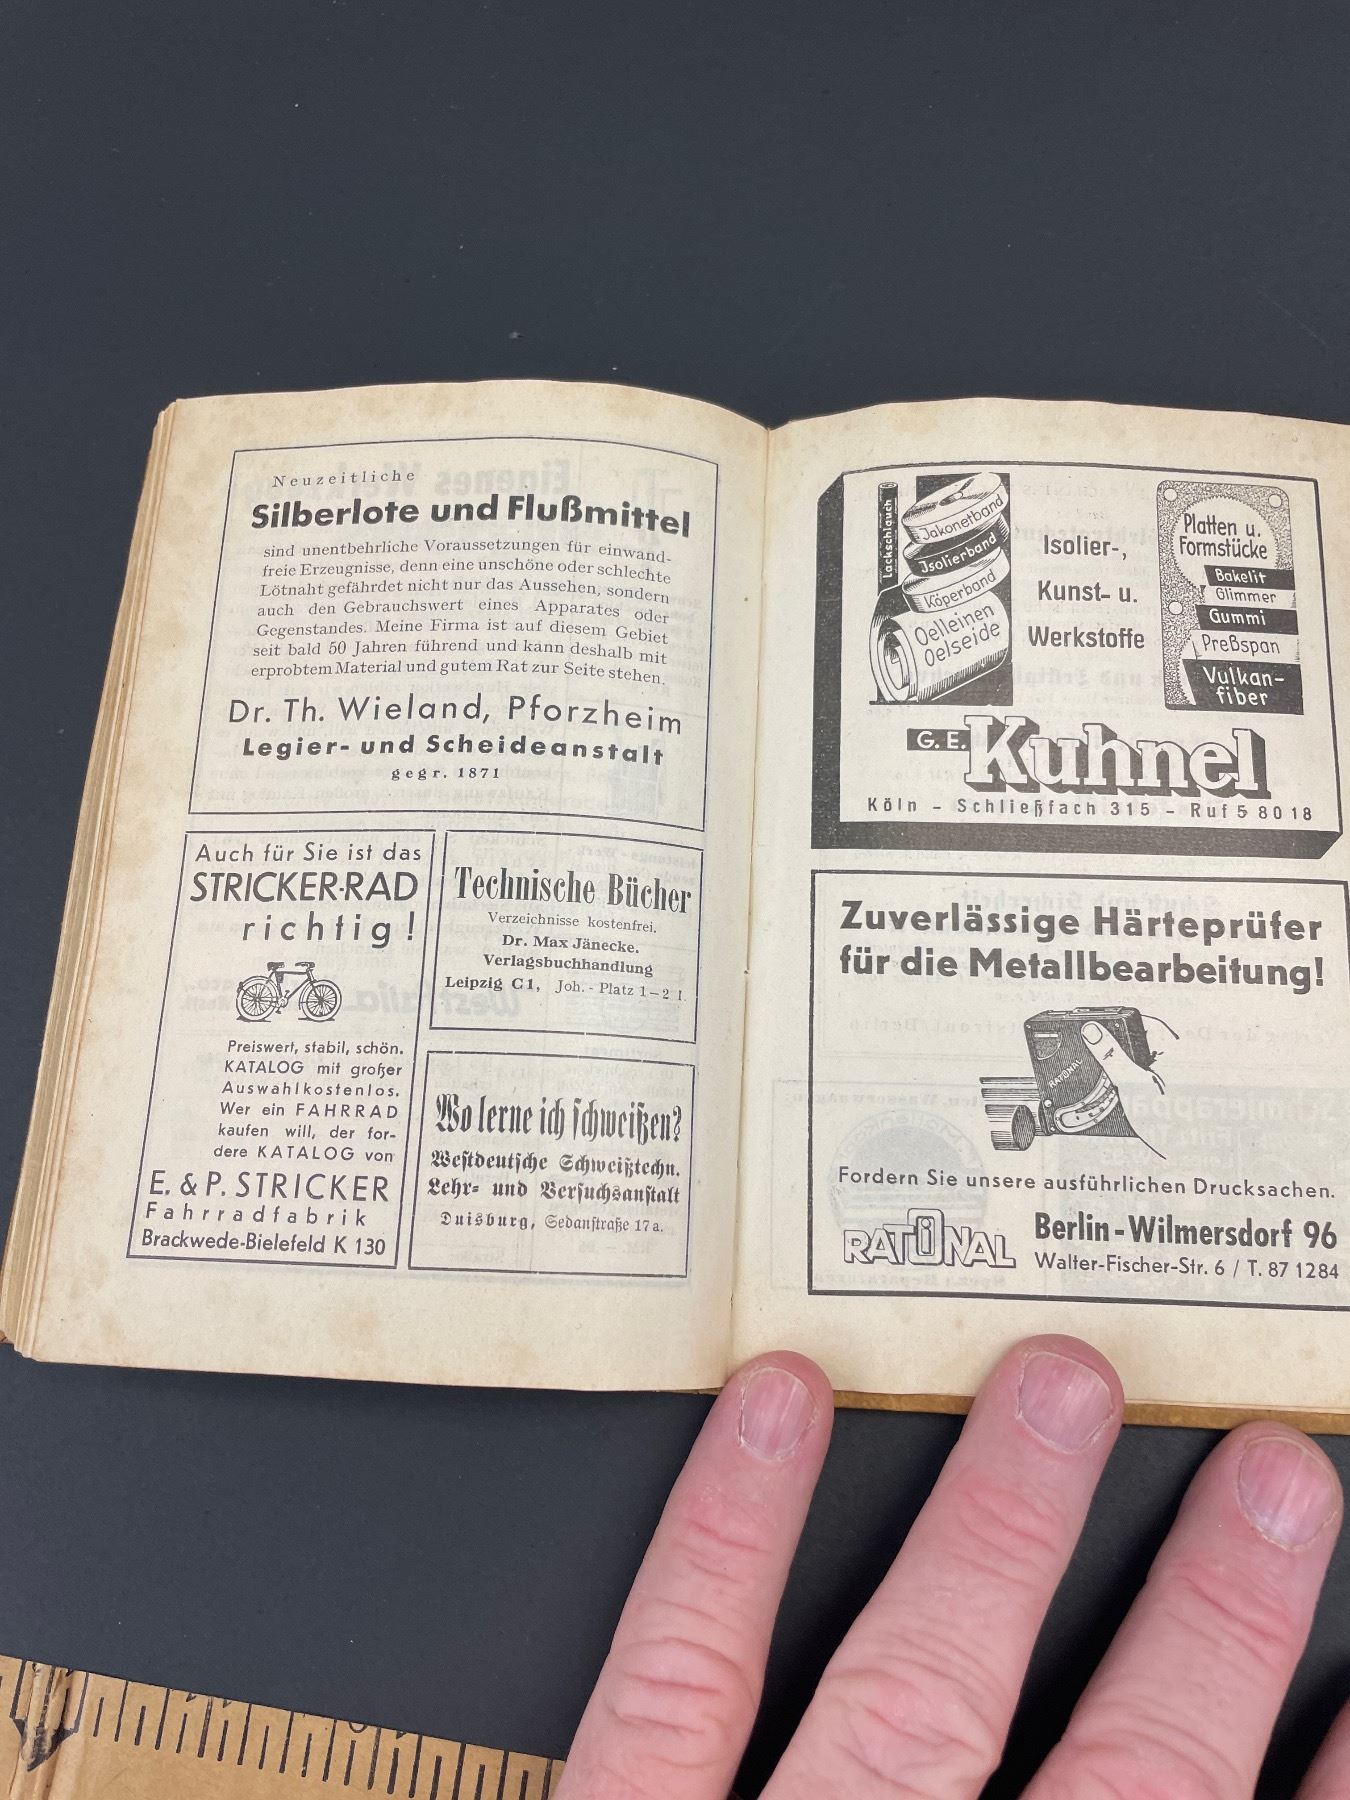 Neuzeitliche
Silberlote und Flußmittel
sind unentbehrliche Voraussetzungen für einwand-
freie Erzeugnisse, denn eine unschöne oder schlechte
Lötnaht gefährdet nicht nur das Aussehen, sondern
auch den Gebrauchswert eines Apparates oder
Gegenstandes. Meine Firma ist auf diesem Gebiet
seit bald 50 Jahren führend und kann deshalb mit
erprobtem Material und gutem Rat zur Seite stehen.
Dr. Th. Wieland, Pforzheim
Legier- und Scheideanstalt
gegr. 1871
Auch für Sie ist das
STRICKER-RAD
richtig!
Preiswert, stabil, schön.
KATALOG mit großer
Auswahl kostenlos.
Wer ein FAHRRAD
kaufen will, der for-
dere KATALOG von
E. & P. STRICKER
Fahrradfabrik
Brackwede-Bielefeld K 130
Technische Bücher
Verzeichnisse kostenfrei.
Dr. Max Jänecke.
Verlagsbuchhandlung
Leipzig C1, Joh.-Platz 1-2 I.
Wo lerne ich schweißen?
Westdeutsche Schweißtechn.
Lehr- und Versuchsanstalt
Duisburg, Sedanstraße 17a.
Lackschlauch
Jakonetband
Isolierband
Köperband
Oelleinen
Oelseide
Isolier-,
Kunst- u.
Werkstoffe
Platten u.
Formstücke
Bakelit
Glimmer
Gummi
Preßspan
Vulkan-
fiber
G. E. Kuhnel
Köln - Schließfach 315 - Ruf 5 80 18
Zuverlässige Härteprüfer
für die Metallbearbeitung!
RATIONAL
Fordern Sie unsere ausführlichen Drucksachen.
RATIONAL
Berlin-Wilmersdorf 96
Walter-Fischer-Str. 6 / T. 87 1284